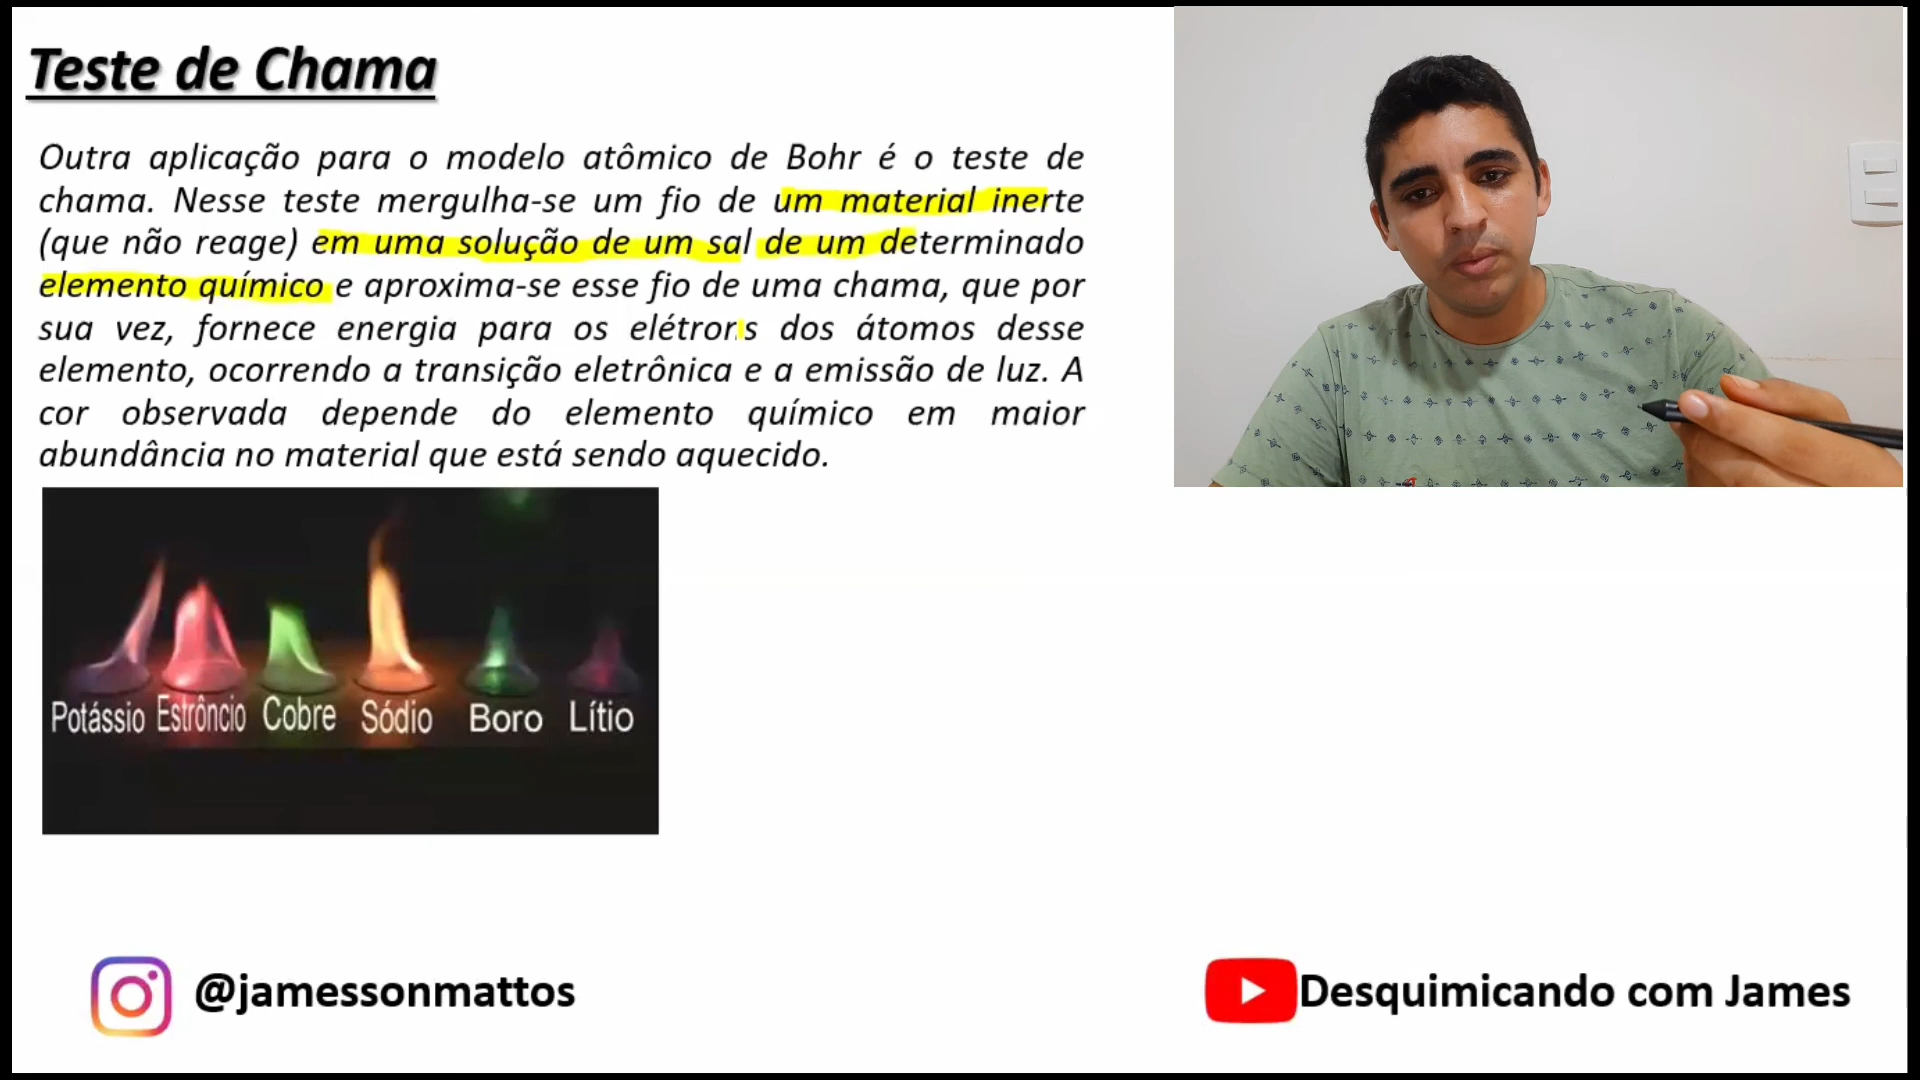 Teste de Chama
Outra aplicação para o modelo atômico de Bohr é o teste de
chama. Nesse teste mergulha-se um fio de um material inerte
(que não reage) em uma solução de um sal de um determinado
elemento químico e aproxima-se esse fio de uma chama, que por
sua vez, fornece energia para os elétrons dos átomos desse
elemento, ocorrendo a transição eletrônica e a emissão de luz. A
cor observada depende do elemento químico em maior
abundância no material que está sendo aquecido.
Potássio Estrôncio Cobre Sódio Boro Lítio
@jamessonmattos
Desquimicando com James